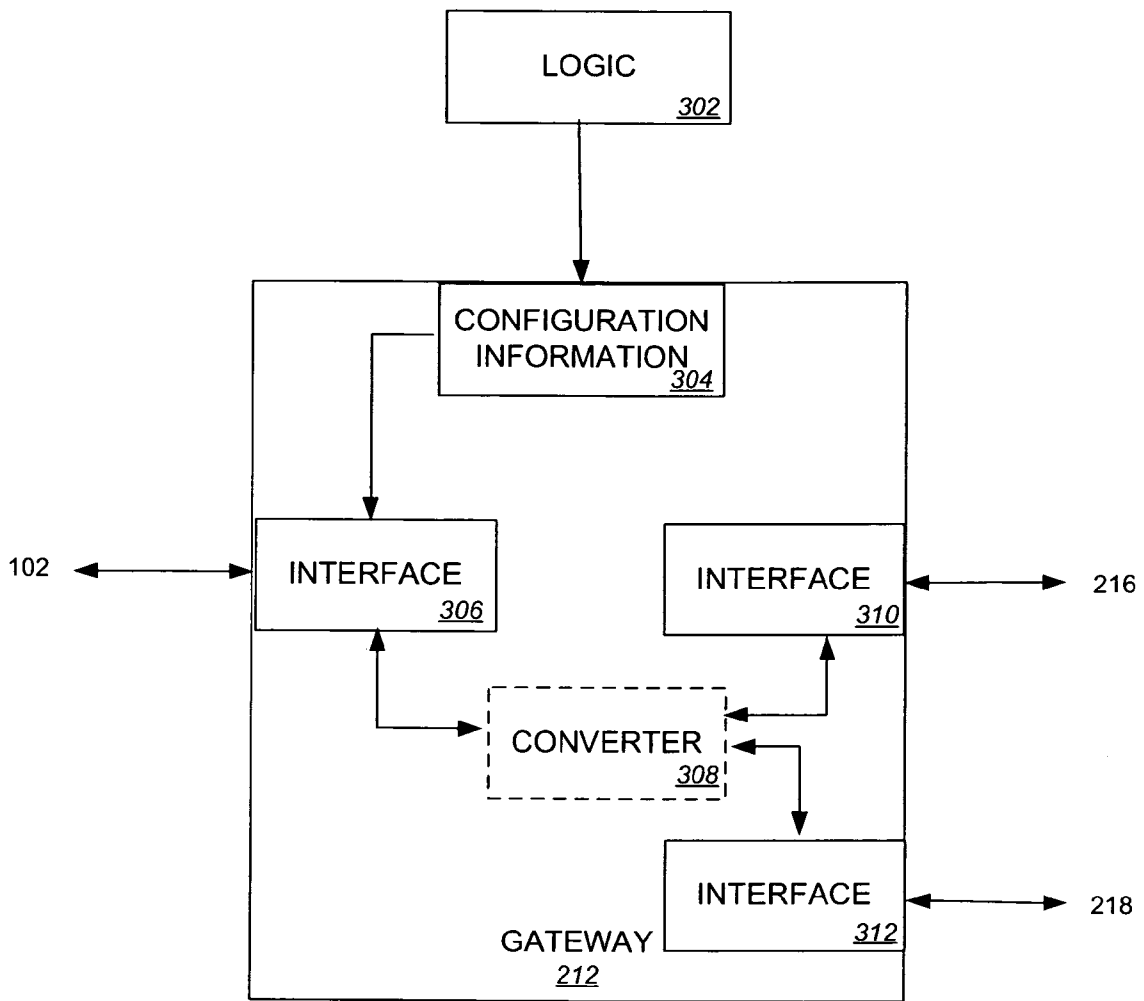 LOGIC
302
CONFIGURATION
INFORMATION
304
102
INTERFACE
306
INTERFACE
310
216
CONVERTER
308
INTERFACE
312
218
GATEWAY
212